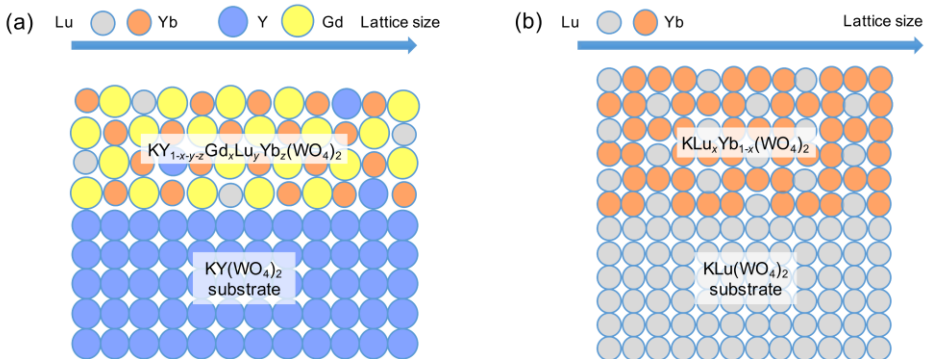 (a) Lu Yb Y Gd Lattice size
KY₁₋ₓ₋y₋zGdₓLuyYbz(WO₄)₂
KY(WO₄)₂
substrate
(b) Lu Yb Lattice size
KLuₓYb₁₋ₓ(WO₄)₂
KLu(WO₄)₂
substrate